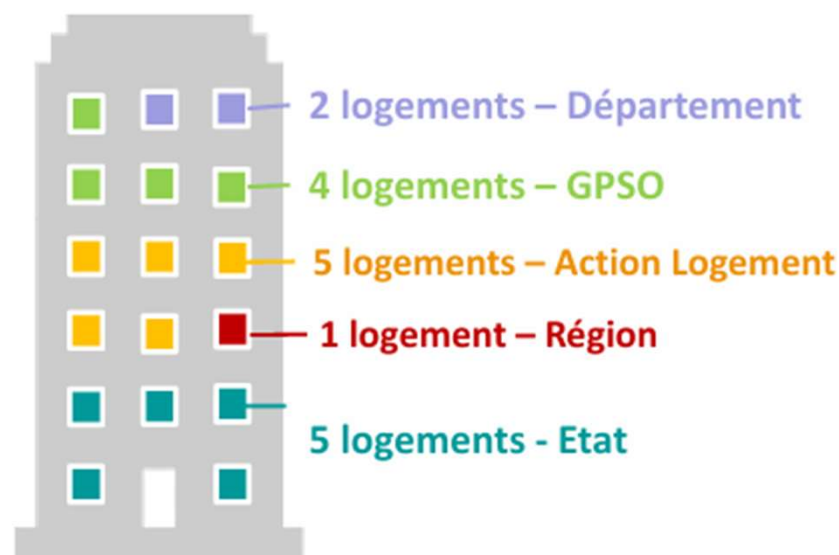 2 logements – Département
4 logements – GPSO
5 logements – Action Logement
1 logement – Région
5 logements - Etat